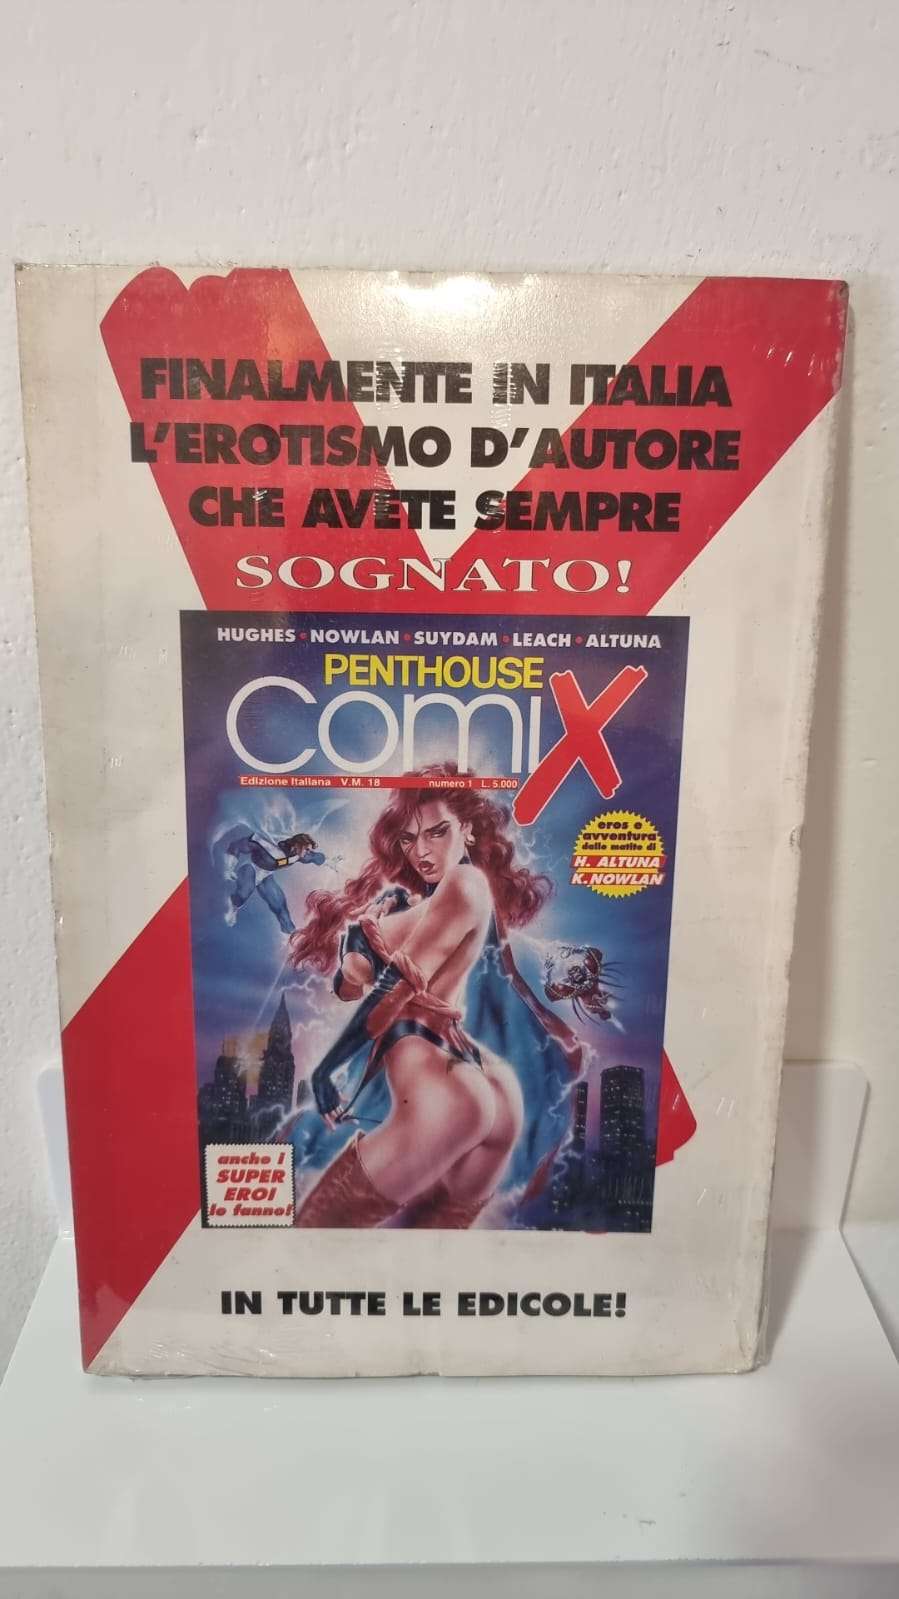 FINALMENTE IN ITALIA
L'EROTISMO D'AUTORE
CHE AVETE SEMPRE
SOGNATO!
HUGHES • NOWLAN • SUYDAM • LEACH • ALTUNA
PENTHOUSE
ComiX
Edizione Italiana V.M. 18 numero 1 L. 5.000
eros e
avventura
dalle matite di
H. ALTUNA
K. NOWLAN
anche i
SUPER
EROI
lo fanno!
IN TUTTE LE EDICOLE!